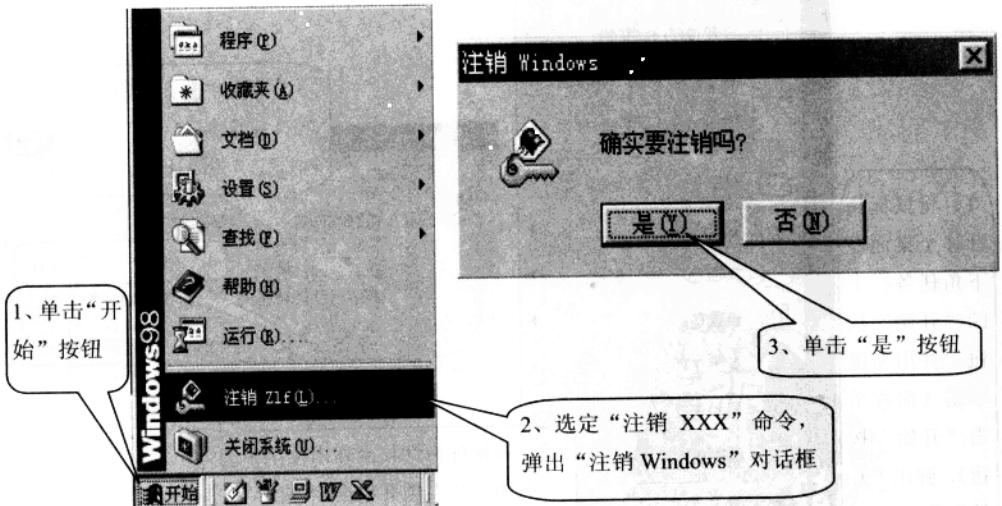 程序(P)
收藏夹(A)
文档(D)
设置(S)
查找(F)
帮助(H)
运行(R)...
注销 Zlf(L)...
关闭系统(U)...
Windows98
开始
1、单击“开
始”按钮
注销 Windows
确实要注销吗?
是(Y)
否(N)
3、单击“是”按钮
2、选定“注销 XXX”命令,
弹出“注销 Windows”对话框